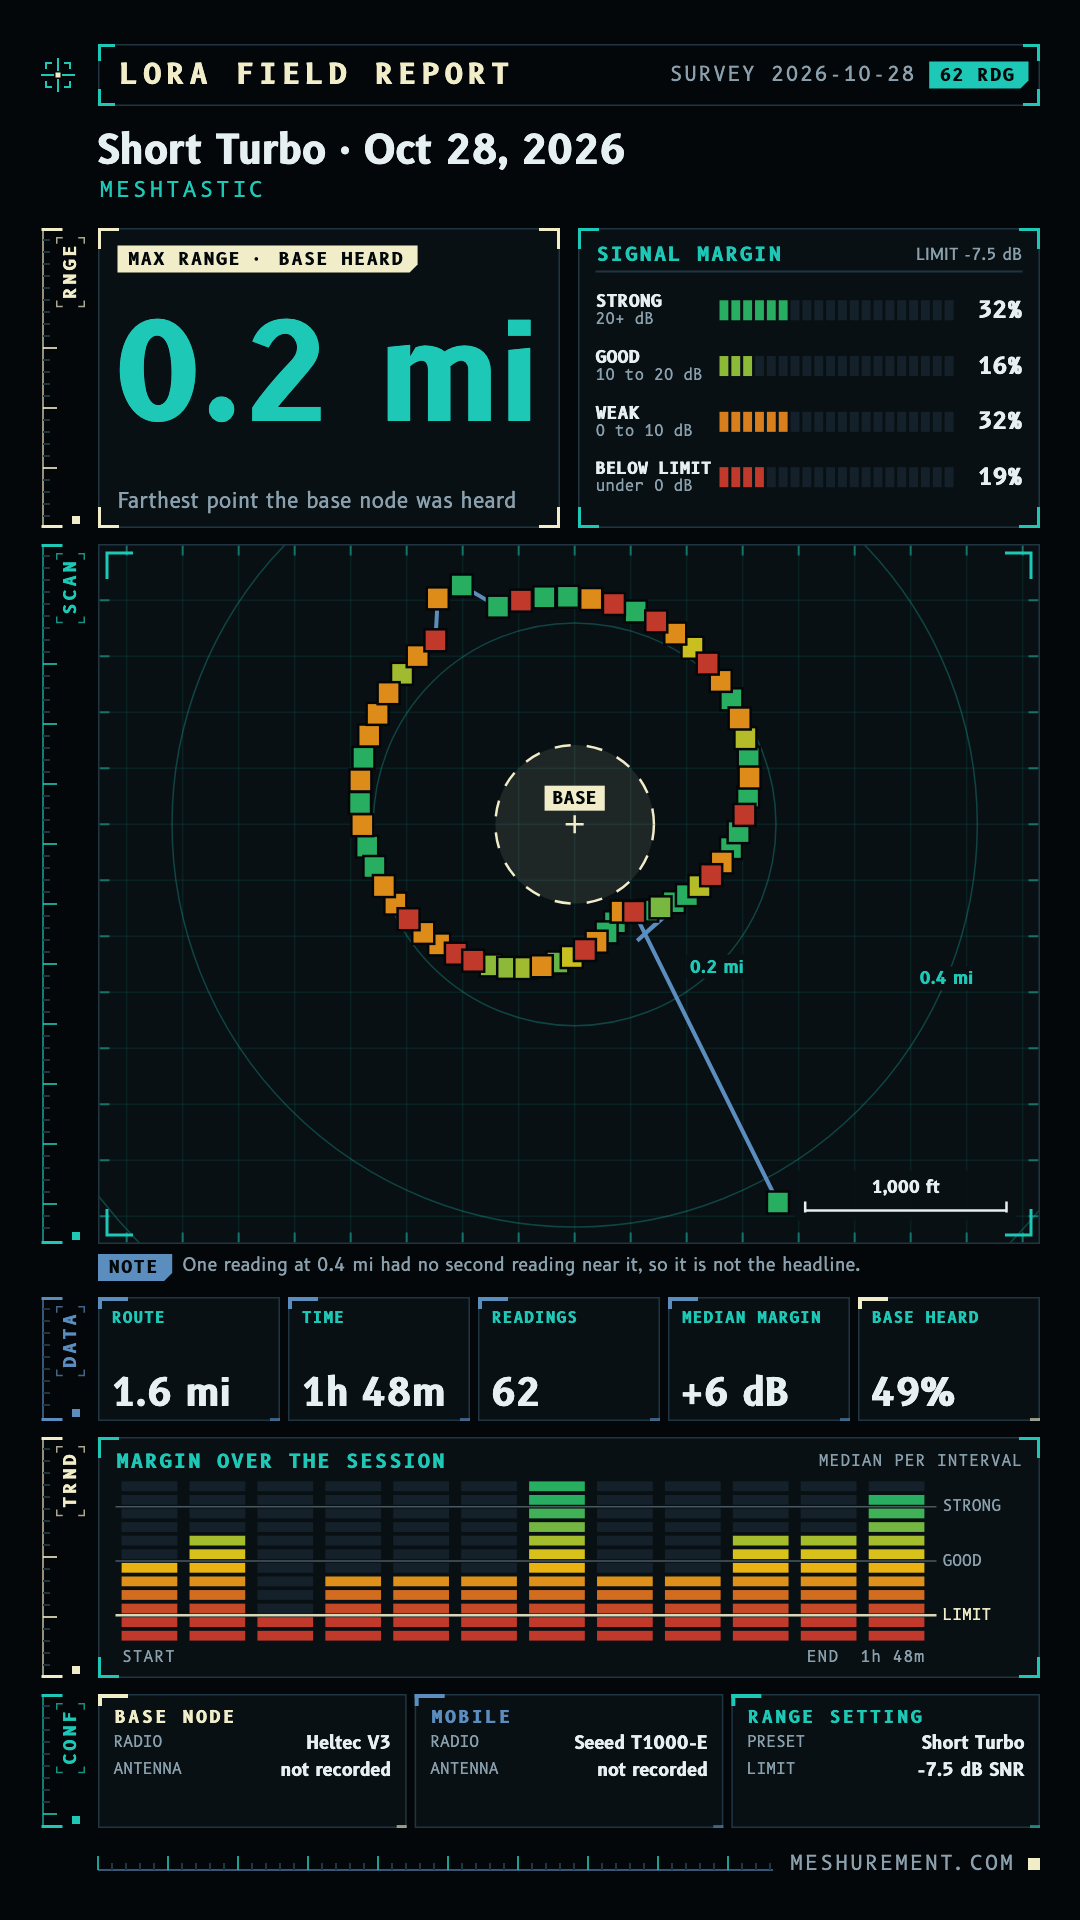 LORA FIELD REPORT
SURVEY 2026-10-28
62 RDG
Short Turbo · Oct 28, 2026
MESHTASTIC
RNGE
MAX RANGE · BASE HEARD
0.2 mi
Farthest point the base node was heard
SIGNAL MARGIN
LIMIT -7.5 dB
STRONG
20+ dB
32%
GOOD
10 to 20 dB
16%
WEAK
0 to 10 dB
32%
BELOW LIMIT
under 0 dB
19%
SCAN
BASE
0.2 mi
0.4 mi
1,000 ft
NOTE
One reading at 0.4 mi had no second reading near it, so it is not the headline.
DATA
ROUTE
1.6 mi
TIME
1h 48m
READINGS
62
MEDIAN MARGIN
+6 dB
BASE HEARD
49%
TRND
MARGIN OVER THE SESSION
MEDIAN PER INTERVAL
STRONG
GOOD
LIMIT
START
END 1h 48m
CONF
BASE NODE
RADIO Heltec V3
ANTENNA not recorded
MOBILE
RADIO Seeed T1000-E
ANTENNA not recorded
RANGE SETTING
PRESET Short Turbo
LIMIT -7.5 dB SNR
MESHUREMENT.COM